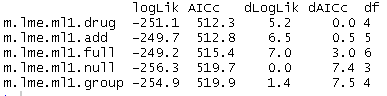 logLik AICc dLogLik dAICc df
m.lme.ml1.drug -251.1 512.3 5.2 0.0 4
m.lme.ml1.add -249.7 512.8 6.5 0.5 5
m.lme.ml1.full -249.2 515.4 7.0 3.0 6
m.lme.ml1.null -256.3 519.7 0.0 7.4 3
m.lme.ml1.group -254.9 519.9 1.4 7.5 4